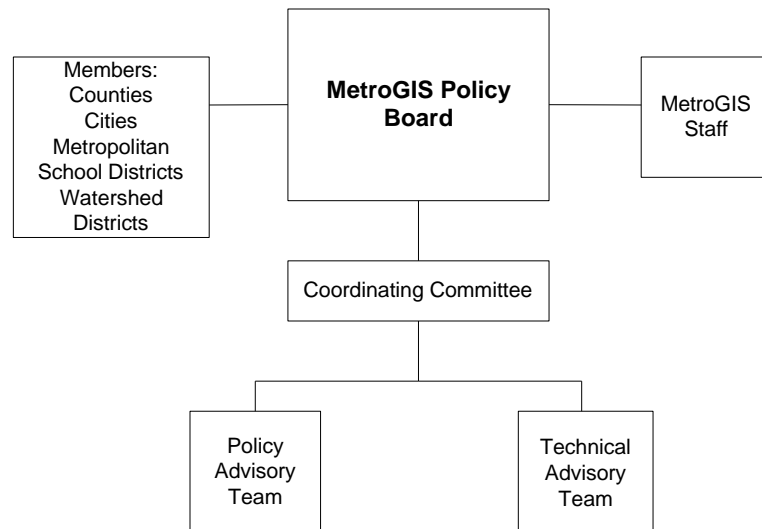 Members:
Counties
Cities
Metropolitan
School Districts
Watershed
Districts
MetroGIS Policy
Board
MetroGIS
Staff
Coordinating Committee
Policy
Advisory
Team
Technical
Advisory
Team